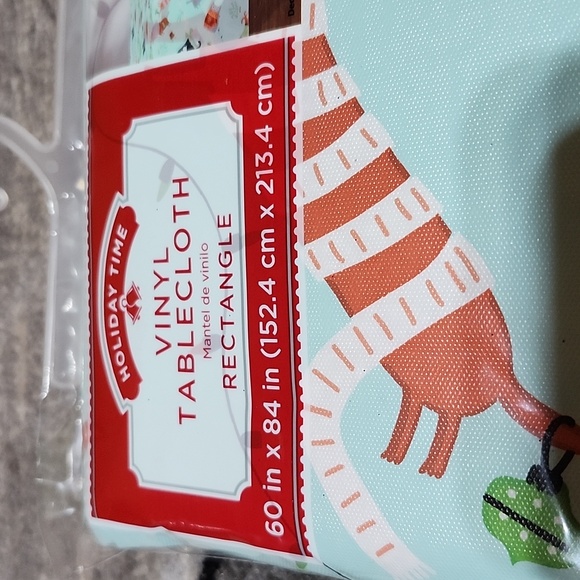 HOLIDAY TIME
VINYL
TABLECLOTH
Mantel de vinilo
RECTANGLE
60 in x 84 in (152.4 cm x 213.4 cm)